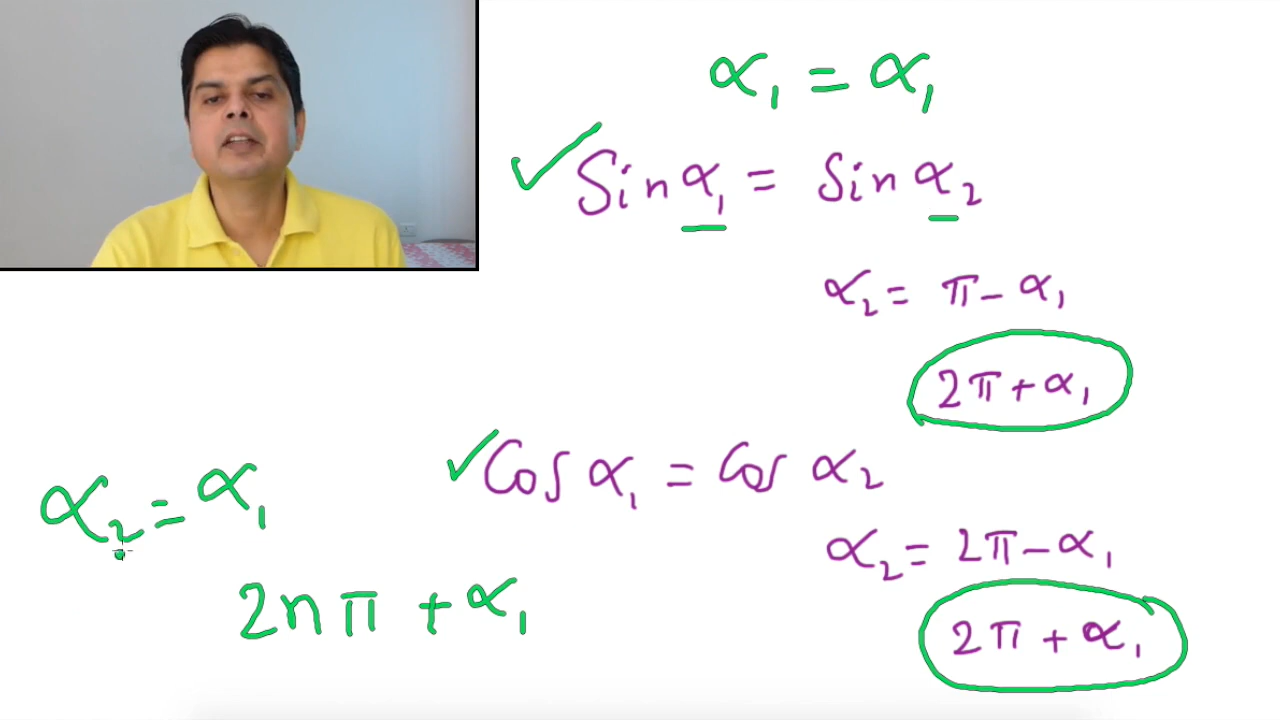 α₁ = α₁
✓ Sin α₁ = Sin α₂
α₂ = π - α₁
2π + α₁
✓ Cos α₁ = Cos α₂
α₂ = 2π - α₁
2π + α₁
α₂ = α₁
2nπ + α₁